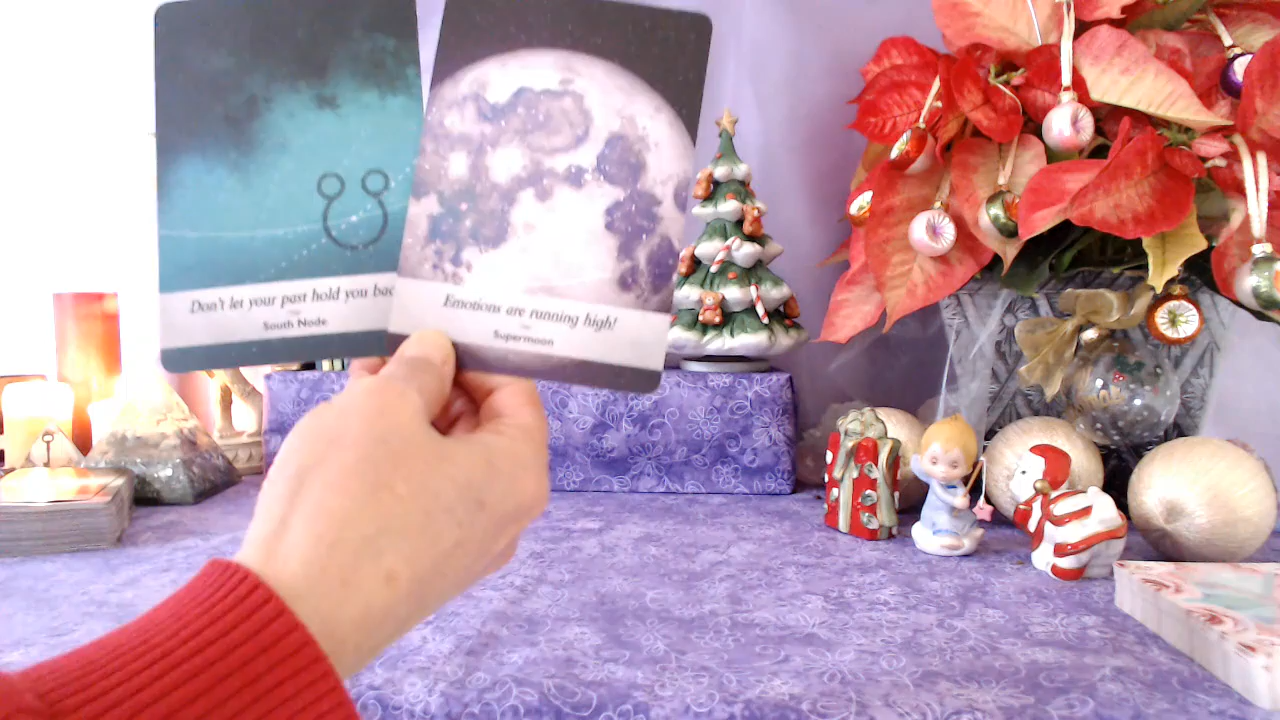 Don't let your past hold you bac
South Node
Emotions are running high!
Supermoon